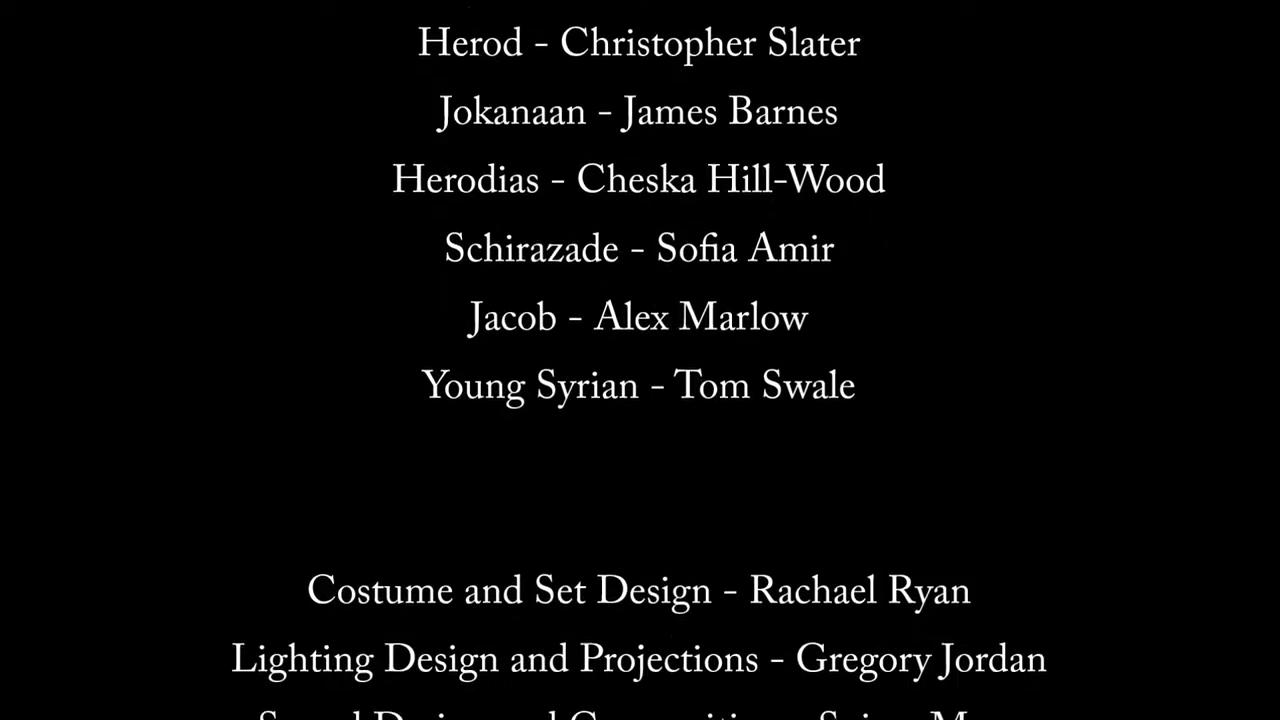 Herod - Christopher Slater
Jokanaan - James Barnes
Herodias - Cheska Hill-Wood
Schirazade - Sofia Amir
Jacob - Alex Marlow
Young Syrian - Tom Swale
Costume and Set Design - Rachael Ryan
Lighting Design and Projections - Gregory Jordan